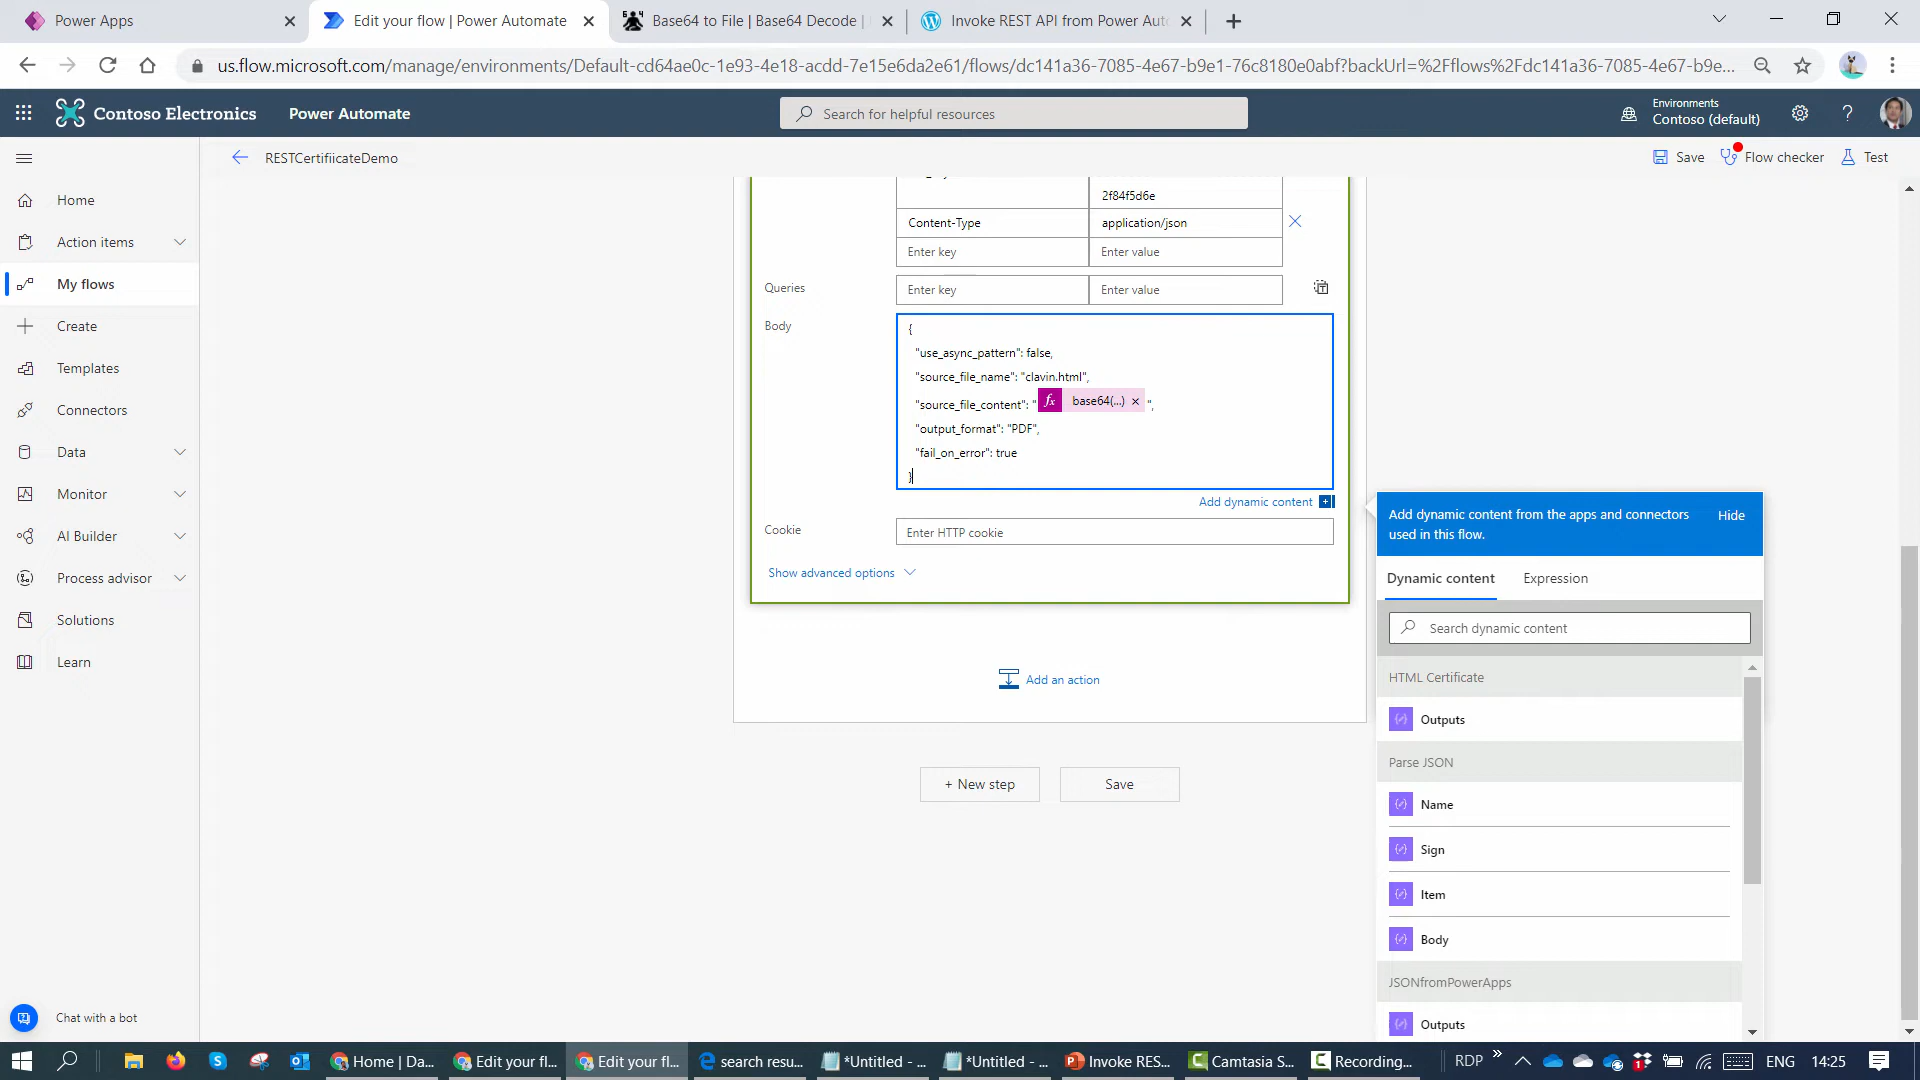 Power Apps
Edit your flow | Power Automate
Base64 to File | Base64 Decode |
Invoke REST API from Power Auto
us.flow.microsoft.com/manage/environments/Default-cd64ae0c-1e93-4e18-acdd-7e15e6da2e61/flows/dc141a36-7085-4e67-b9e1-76c8180e0abf?backUrl=%2Fflows%2Fdc141a36-7085-4e67-b9e...
Contoso Electronics
Power Automate
Search for helpful resources
Environments
Contoso (default)
RESTCertifiicateDemo
Save
Flow checker
Test
Home
Action items
My flows
Create
Templates
Connectors
Data
Monitor
AI Builder
Process advisor
Solutions
Learn
Chat with a bot
2f84f5d6e
Content-Type
application/json
Enter key
Enter value
Queries
Enter key
Enter value
Body
{
"use_async_pattern": false,
"source_file_name": "clavin.html",
"source_file_content": " fx base64(...) × ",
"output_format": "PDF",
"fail_on_error": true
}
Add dynamic content
Cookie
Enter HTTP cookie
Show advanced options
Add an action
+ New step
Save
Add dynamic content from the apps and connectors used in this flow.
Hide
Dynamic content
Expression
Search dynamic content
HTML Certificate
Outputs
Parse JSON
Name
Sign
Item
Body
JSONfromPowerApps
Outputs
Home | Da...
Edit your fl...
Edit your fl...
search resu...
*Untitled - ...
*Untitled - ...
Invoke RES...
Camtasia S...
Recording...
RDP
ENG
14:25